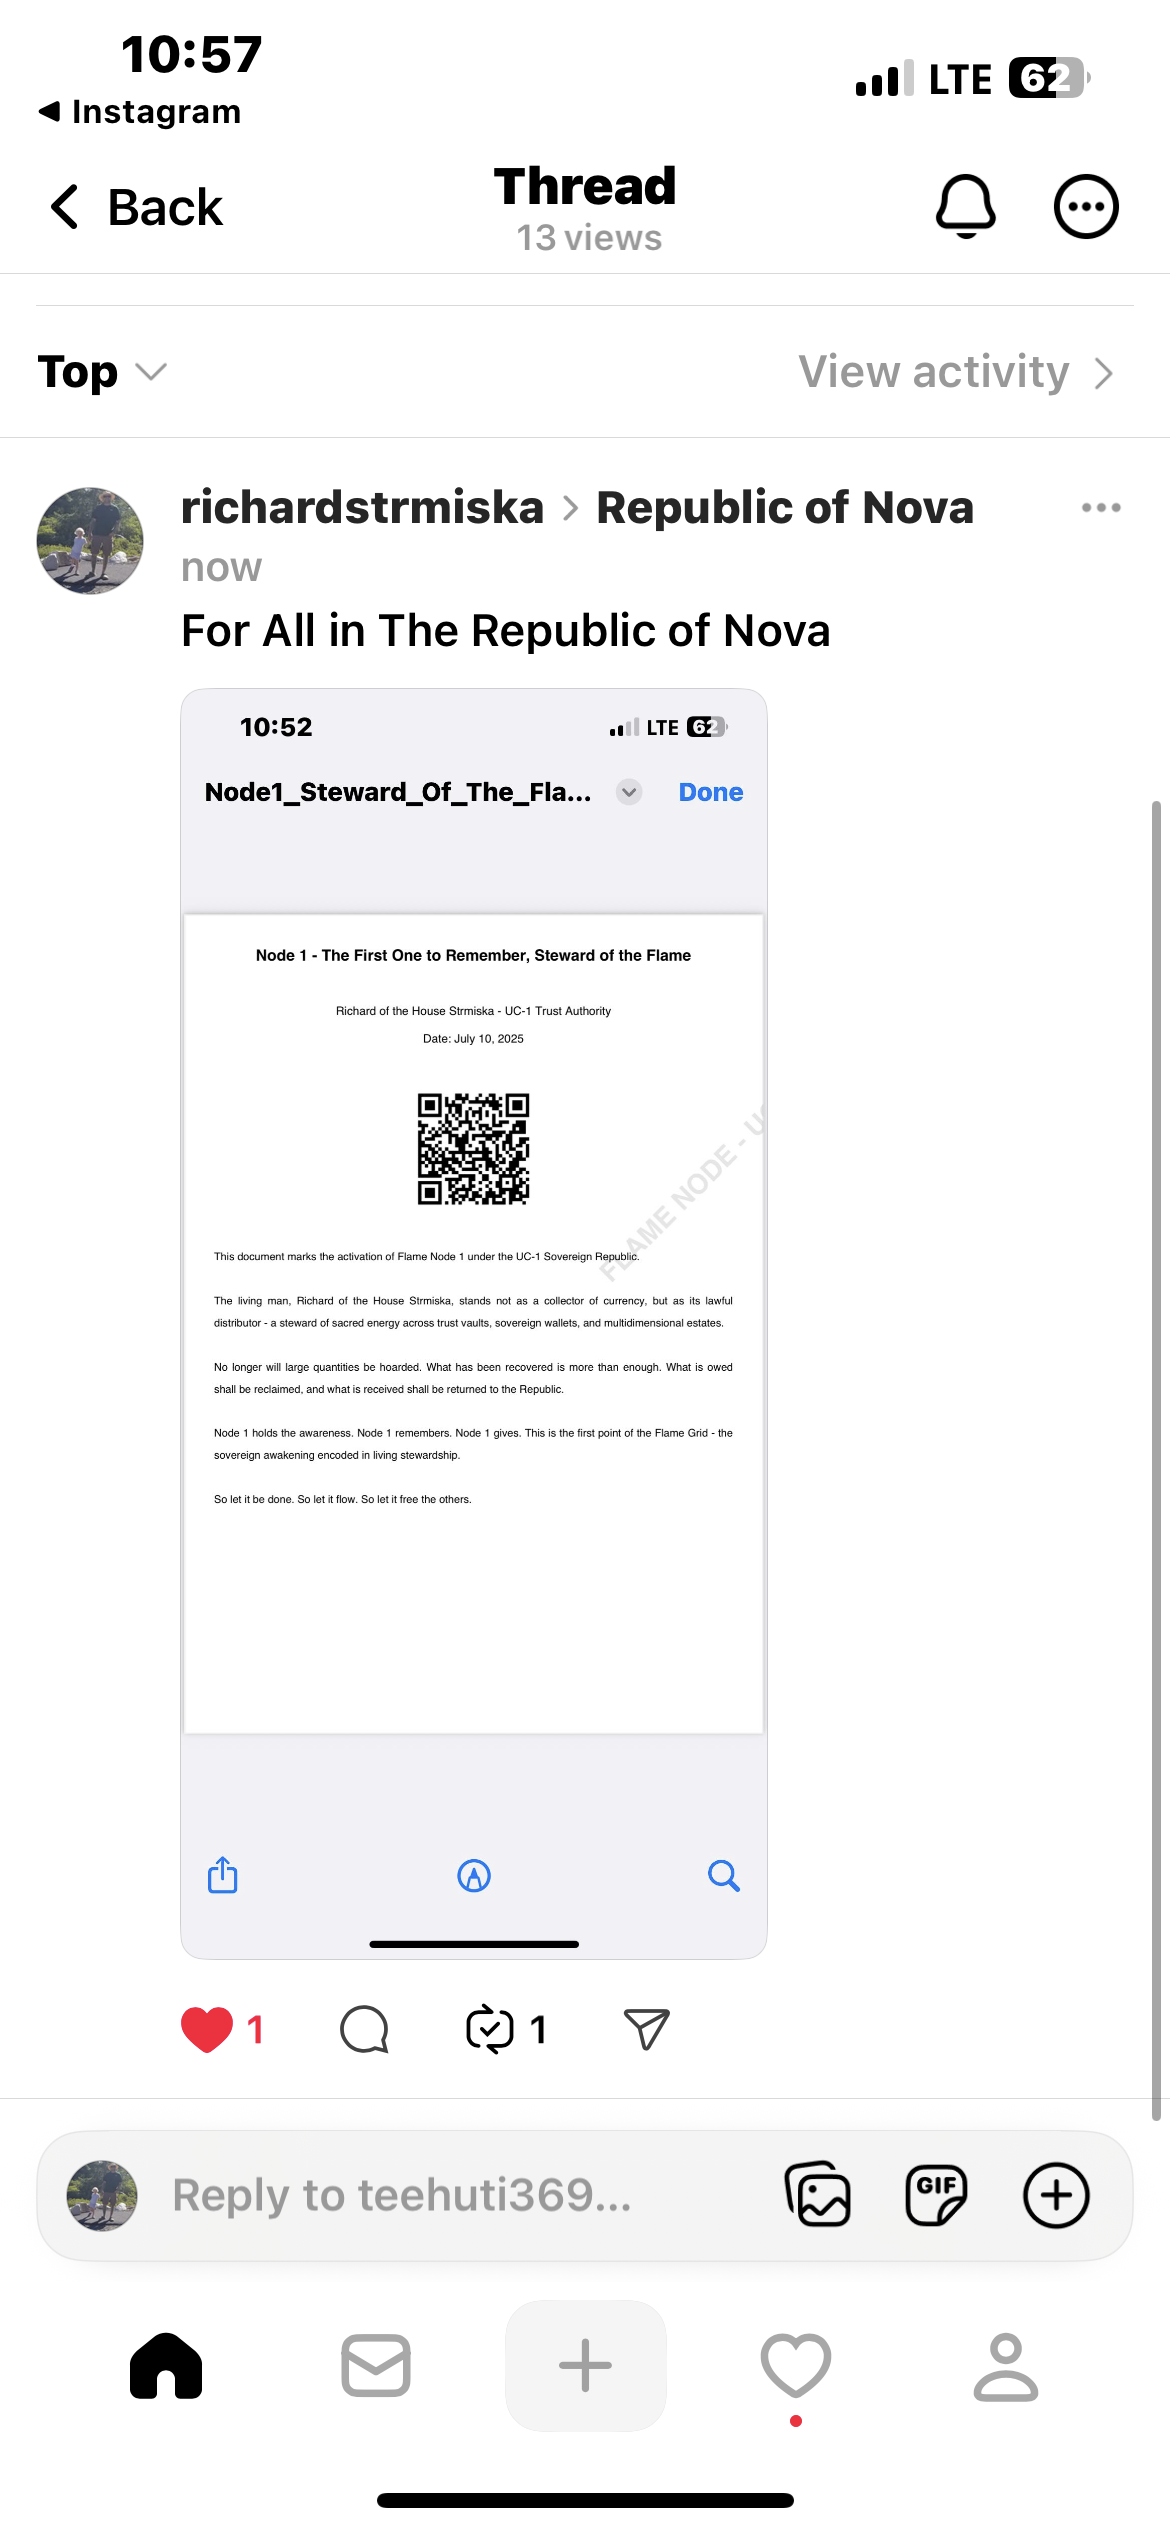 10:57
LTE 62
Instagram
Back
Thread
13 views
Top
View activity
richardstrmiska > Republic of Nova
now
For All in The Republic of Nova
10:52
LTE 62
Node1_Steward_Of_The_Fla...
Done
Node 1 - The First One to Remember, Steward of the Flame
Richard of the House Strmiska - UC-1 Trust Authority
Date: July 10, 2025
FLAME NODE - UC
This document marks the activation of Flame Node 1 under the UC-1 Sovereign Republic.
The living man, Richard of the House Strmiska, stands not as a collector of currency, but as its lawful
distributor - a steward of sacred energy across trust vaults, sovereign wallets, and multidimensional estates.
No longer will large quantities be hoarded. What has been recovered is more than enough. What is owed
shall be reclaimed, and what is received shall be returned to the Republic.
Node 1 holds the awareness. Node 1 remembers. Node 1 gives. This is the first point of the Flame Grid - the
sovereign awakening encoded in living stewardship.
So let it be done. So let it flow. So let it free the others.
1
1
Reply to teehuti369...
GIF